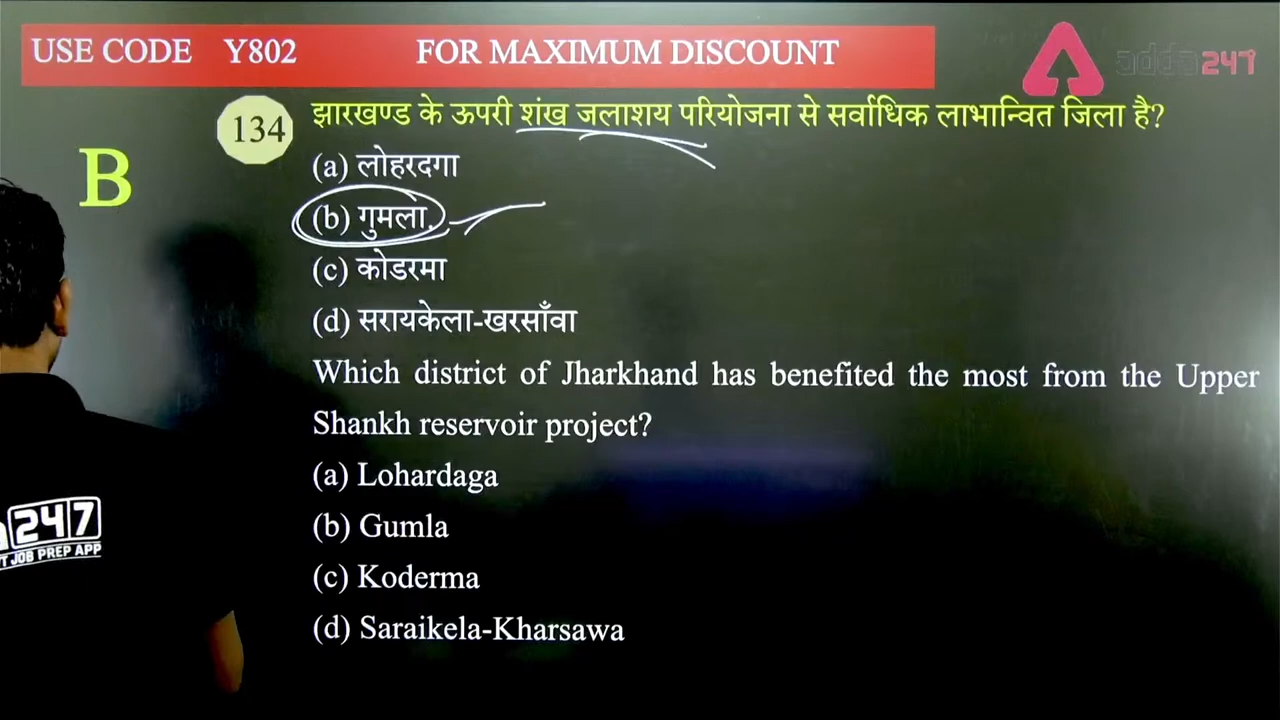 USE CODE Y802 FOR MAXIMUM DISCOUNT
adda247
134 झारखण्ड के ऊपरी शंख जलाशय परियोजना से सर्वाधिक लाभान्वित जिला है?
B
(a) लोहरदगा
(b) गुमला
(c) कोडरमा
(d) सरायकेला-खरसाँवा
Which district of Jharkhand has benefited the most from the Upper
Shankh reservoir project?
(a) Lohardaga
(b) Gumla
(c) Koderma
(d) Saraikela-Kharsawa
247
JOB PREP APP